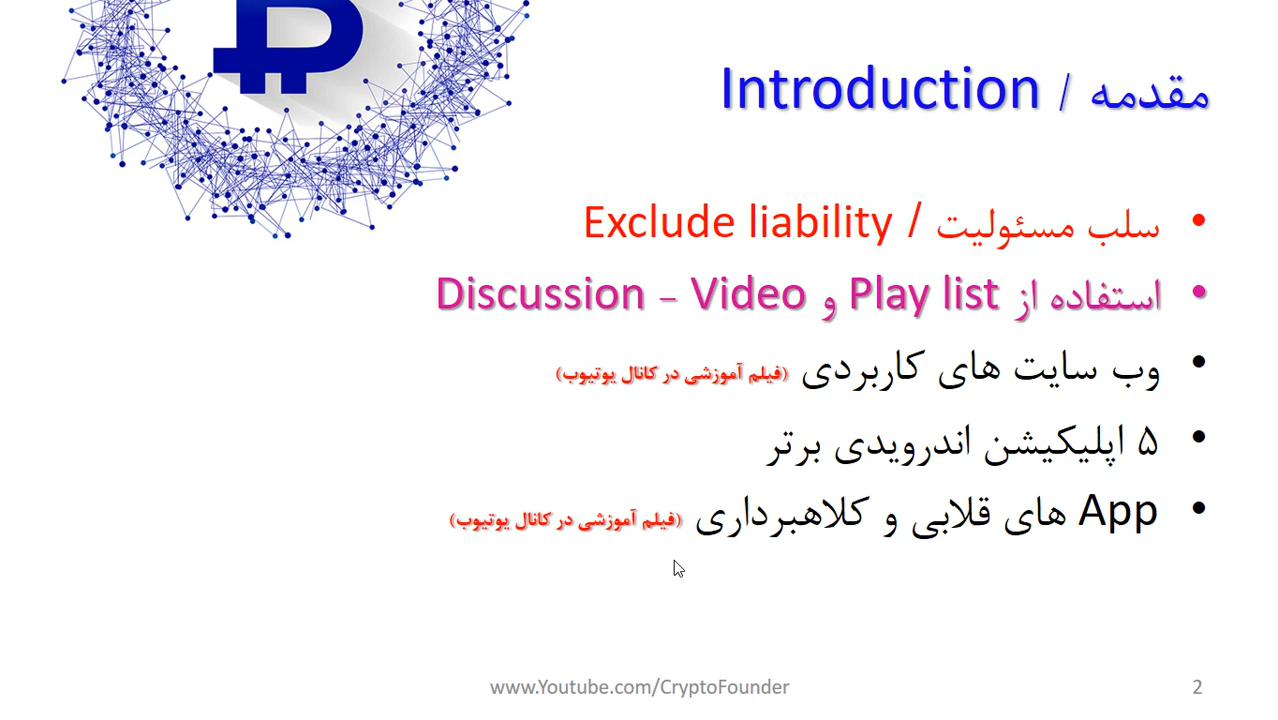 مقدمه / Introduction
• سلب مسئولیت / Exclude liability
• استفاده از Play list و Discussion – Video
• وب سایت های کاربردی (فیلم آموزشی در کانال یوتیوب)
• ۵ اپلیکیشن اندرویدی برتر
• App های قلابی و کلاهبرداری (فیلم آموزشی در کانال یوتیوب)
www.Youtube.com/CryptoFounder
2